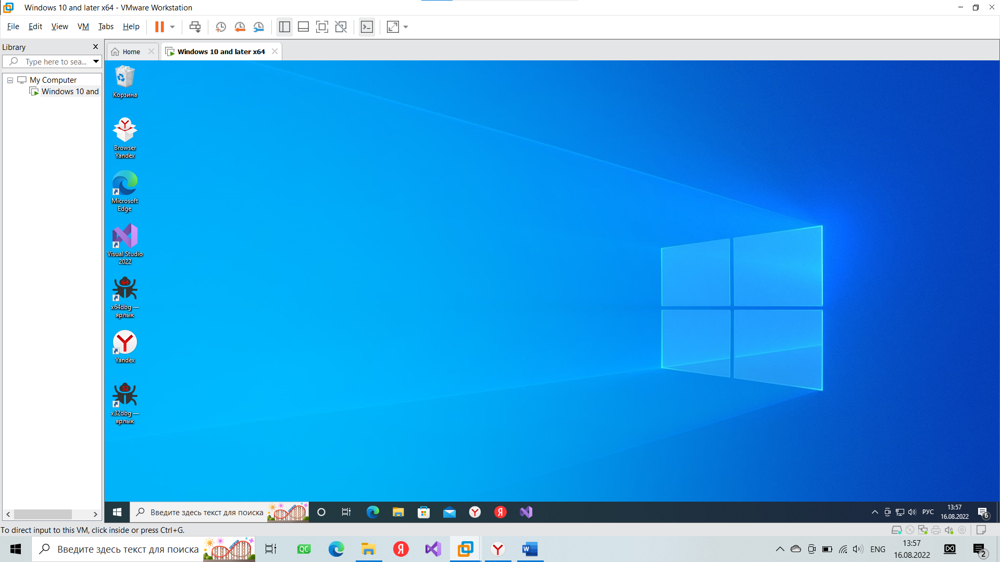 Windows 10 and later x64 - VMware Workstation
File Edit View VM Tabs Help
Library
Home
Windows 10 and later x64
Type here to sea...
My Computer
Windows 10 and
Корзина
Browser
Yandex
Microsoft
Edge
Visual Studio
2022
64
x64dbg —
ярлык
Yandex
32
x32dbg —
ярлык
Введите здесь текст для поиска
РУС
13:57
16.08.2022
6
To direct input to this VM, click inside or press Ctrl+G.
Введите здесь текст для поиска
QC
Я
W
ENG
13:57
16.08.2022
2